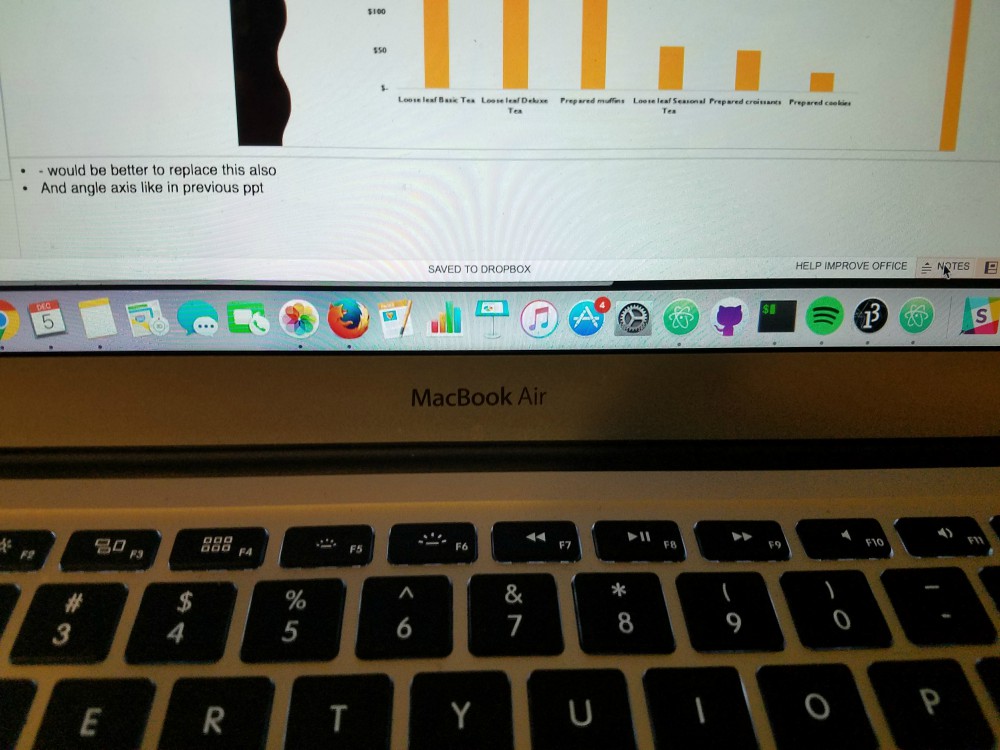 $100
$50
$-
Loose leaf Basic Tea Loose leaf Deluxe Prepared muffins Loose leaf Seasonal Prepared croissants Prepared cookies
Tea Tea
• - would be better to replace this also
• And angle axis like in previous ppt
SAVED TO DROPBOX HELP IMPROVE OFFICE NOTES
DEC
5
4
$
13
S
MacBook Air
F2 F3 F4 F5 F6 F7 F8 F9 F10 F11
# $ % ^ & * ( ) _
3 4 5 6 7 8 9 0 -
E R T Y U I O P